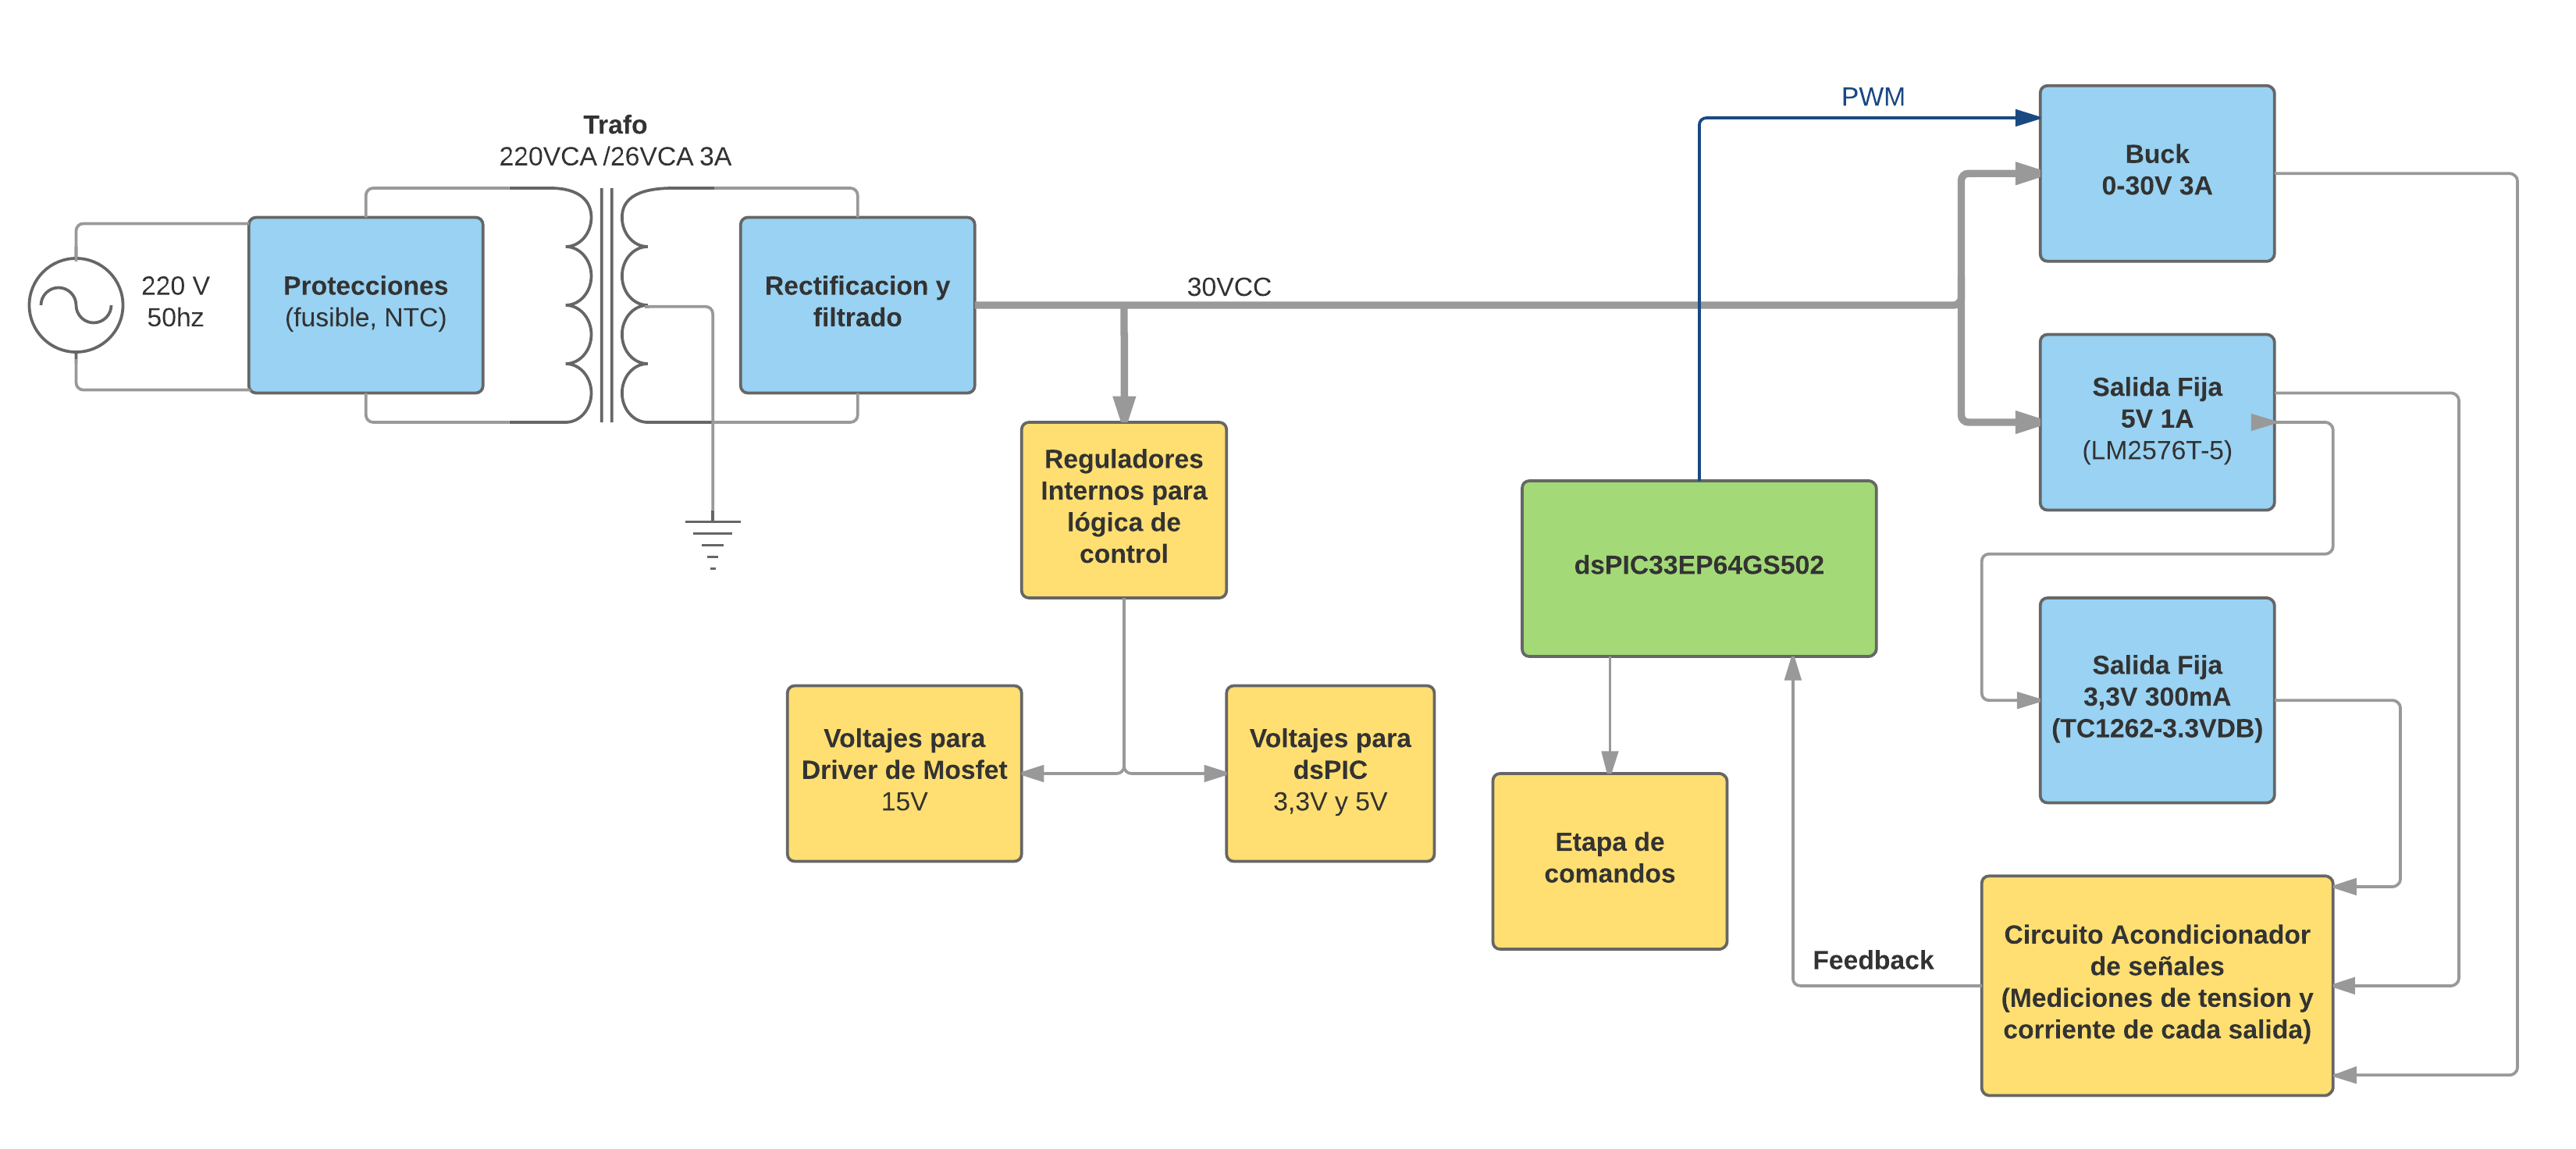 Trafo
220VCA /26VCA 3A
220 V
50hz
Protecciones
(fusible, NTC)
Rectificacion y
filtrado
30VCC
PWM
Buck
0-30V 3A
Salida Fija
5V 1A
(LM2576T-5)
Reguladores
Internos para
lógica de
control
dsPIC33EP64GS502
Salida Fija
3,3V 300mA
(TC1262-3.3VDB)
Voltajes para
Driver de Mosfet
15V
Voltajes para
dsPIC
3,3V y 5V
Etapa de
comandos
Feedback
Circuito Acondicionador
de señales
(Mediciones de tension y
corriente de cada salida)